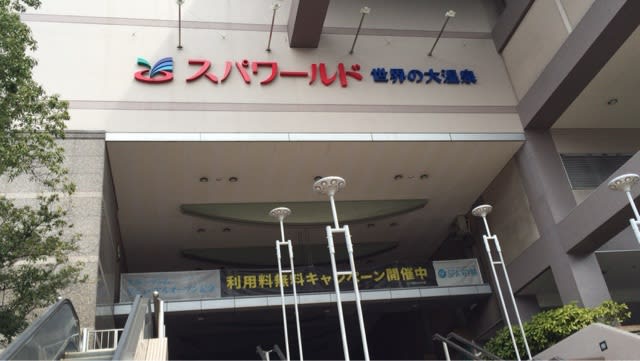 スパワールド 世界の大温泉
利用料無料キャンペーン開催中